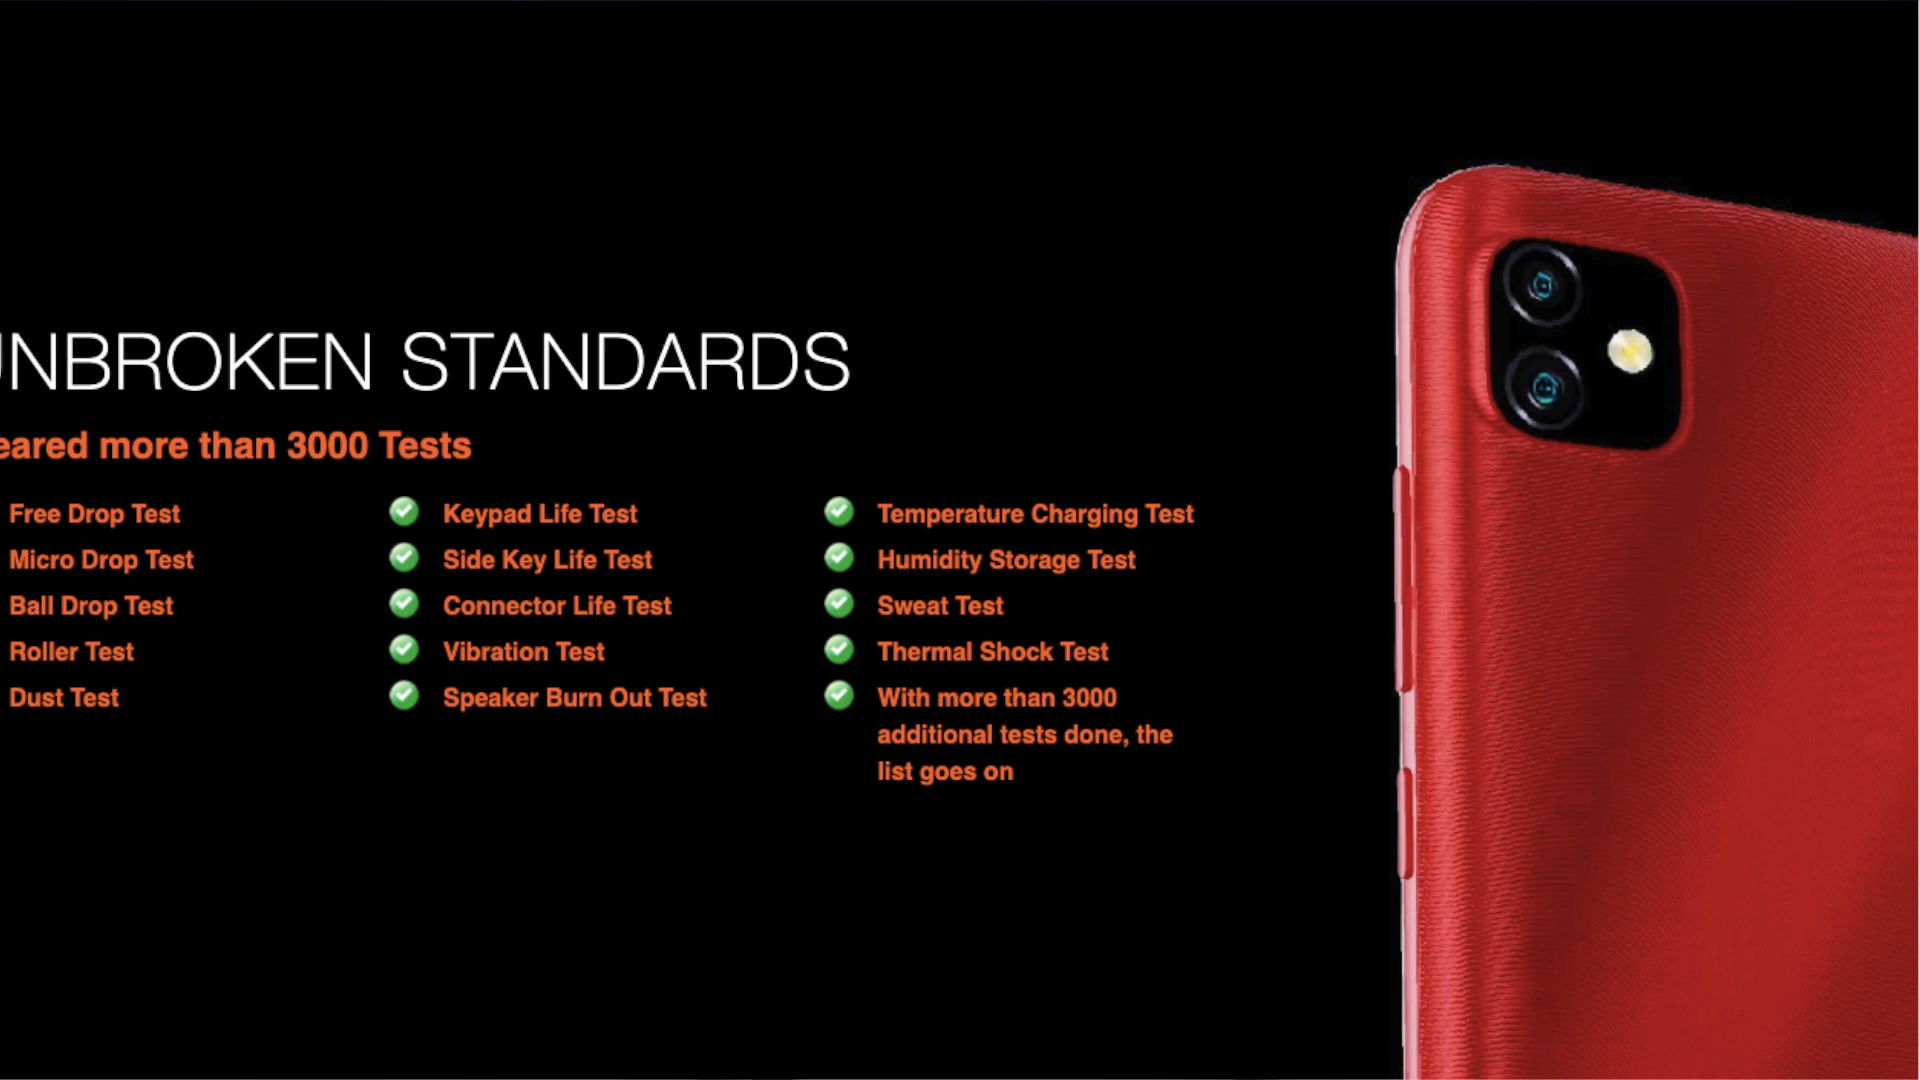 UNBROKEN STANDARDS
eared more than 3000 Tests
Free Drop Test
Micro Drop Test
Ball Drop Test
Roller Test
Dust Test
Keypad Life Test
Side Key Life Test
Connector Life Test
Vibration Test
Speaker Burn Out Test
Temperature Charging Test
Humidity Storage Test
Sweat Test
Thermal Shock Test
With more than 3000
additional tests done, the
list goes on